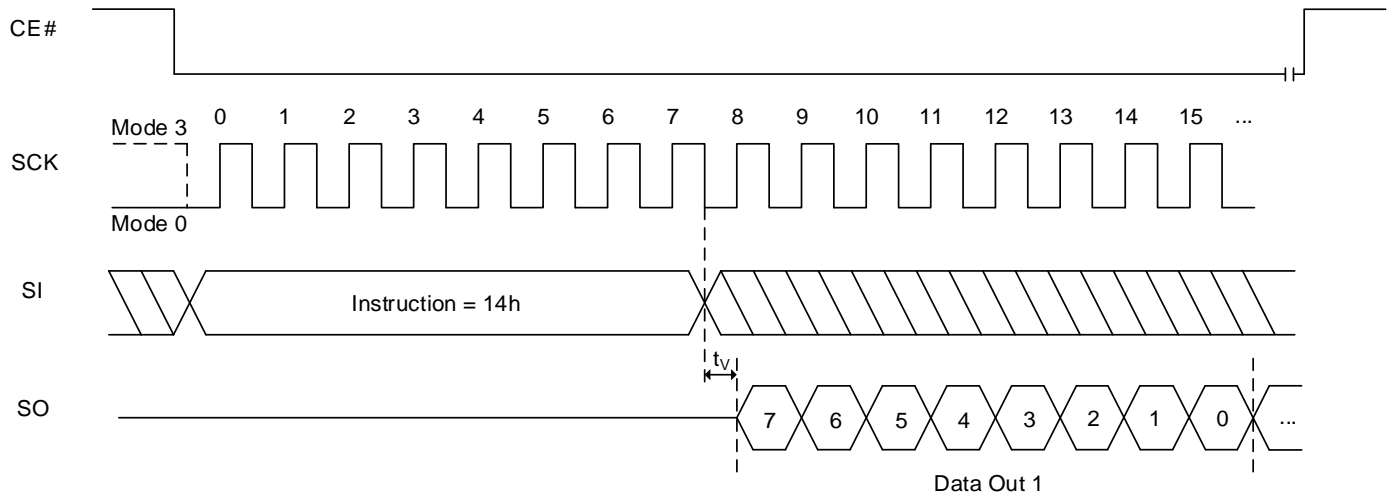 CE#
0 1 2 3 4 5 6 7 8 9 10 11 12 13 14 15 ...
Mode 3
SCK
Mode 0
SI
Instruction = 14h
tV
SO
7 6 5 4 3 2 1 0 ...
Data Out 1